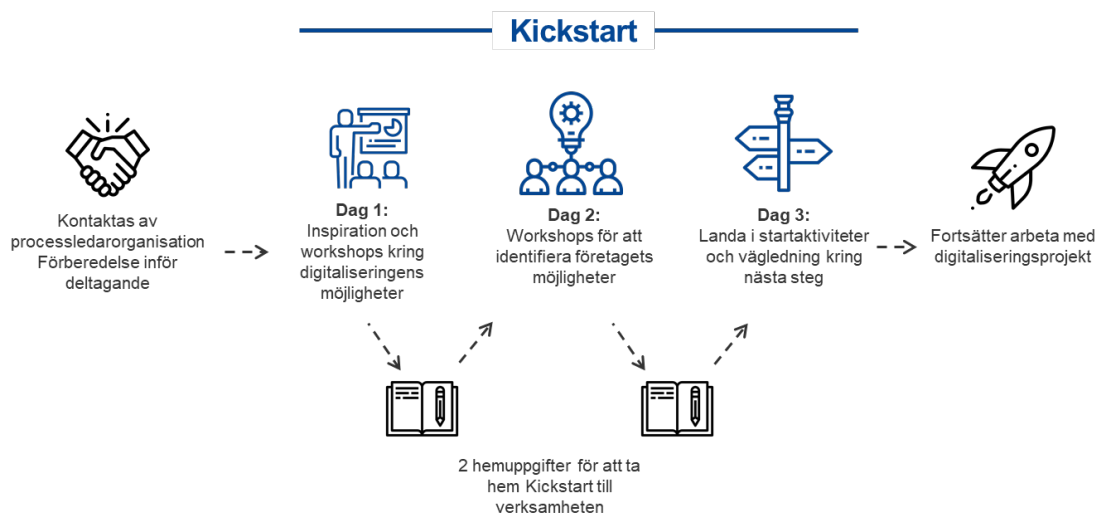 Kickstart
Kontaktas av
processledarorganisation
Förberedelse inför
deltagande
Dag 1:
Inspiration och
workshops kring
digitaliseringens
möjligheter
Dag 2:
Workshops för att
identifiera företagets
möjligheter
Dag 3:
Landa i startaktiviteter
och vägledning kring
nästa steg
Fortsätter arbeta med
digitaliseringsprojekt
2 hemuppgifter för att ta
hem Kickstart till
verksamheten